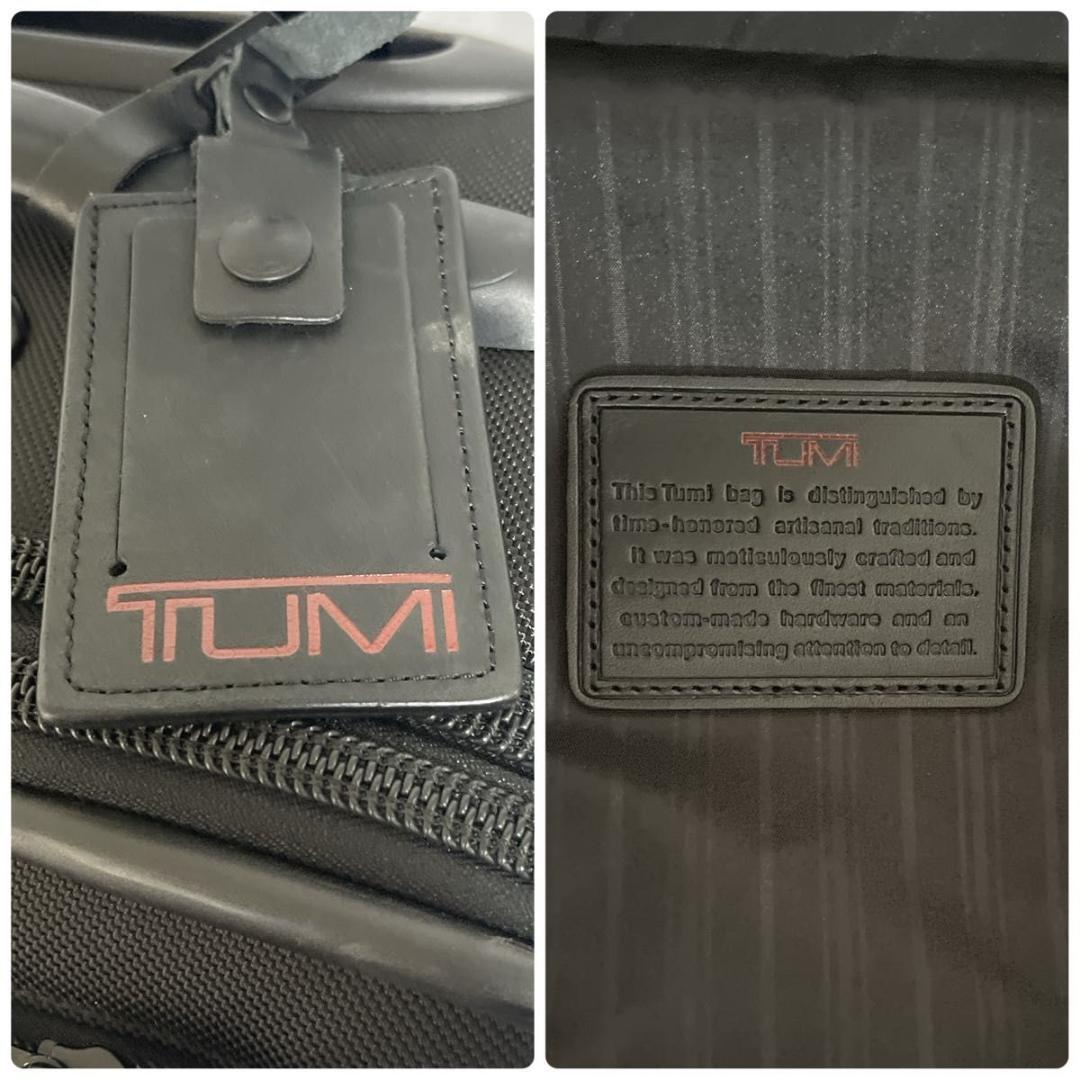 TUMI
TUMI
This Tumi bag is distinguished by
time-honored artisanal traditions.
It was meticulously crafted and
designed from the finest materials,
custom-made hardware and an
uncompromising attention to detail.